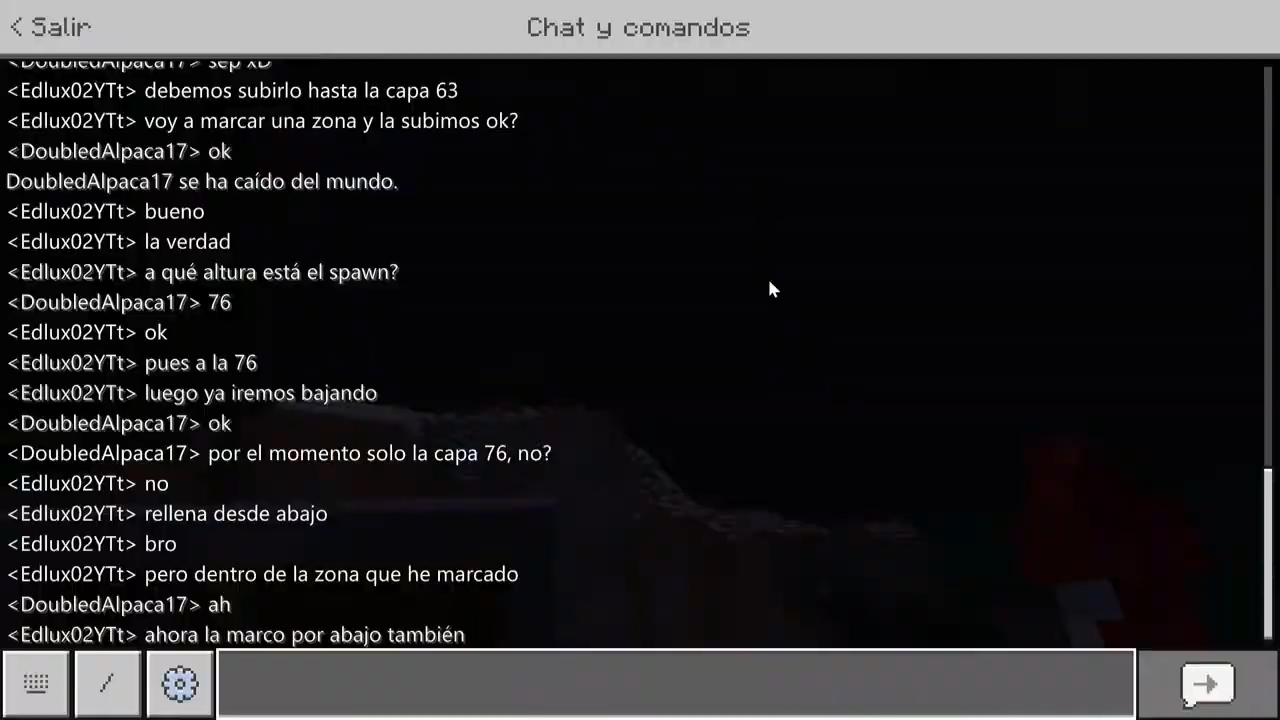 < Salir
Chat y comandos
<DoubledAlpaca17> sep xD
<Edlux02YTt> debemos subirlo hasta la capa 63
<Edlux02YTt> voy a marcar una zona y la subimos ok?
<DoubledAlpaca17> ok
DoubledAlpaca17 se ha caído del mundo.
<Edlux02YTt> bueno
<Edlux02YTt> la verdad
<Edlux02YTt> a qué altura está el spawn?
<DoubledAlpaca17> 76
<Edlux02YTt> ok
<Edlux02YTt> pues a la 76
<Edlux02YTt> luego ya iremos bajando
<DoubledAlpaca17> ok
<DoubledAlpaca17> por el momento solo la capa 76, no?
<Edlux02YTt> no
<Edlux02YTt> rellena desde abajo
<Edlux02YTt> bro
<Edlux02YTt> pero dentro de la zona que he marcado
<DoubledAlpaca17> ah
<Edlux02YTt> ahora la marco por abajo también
/